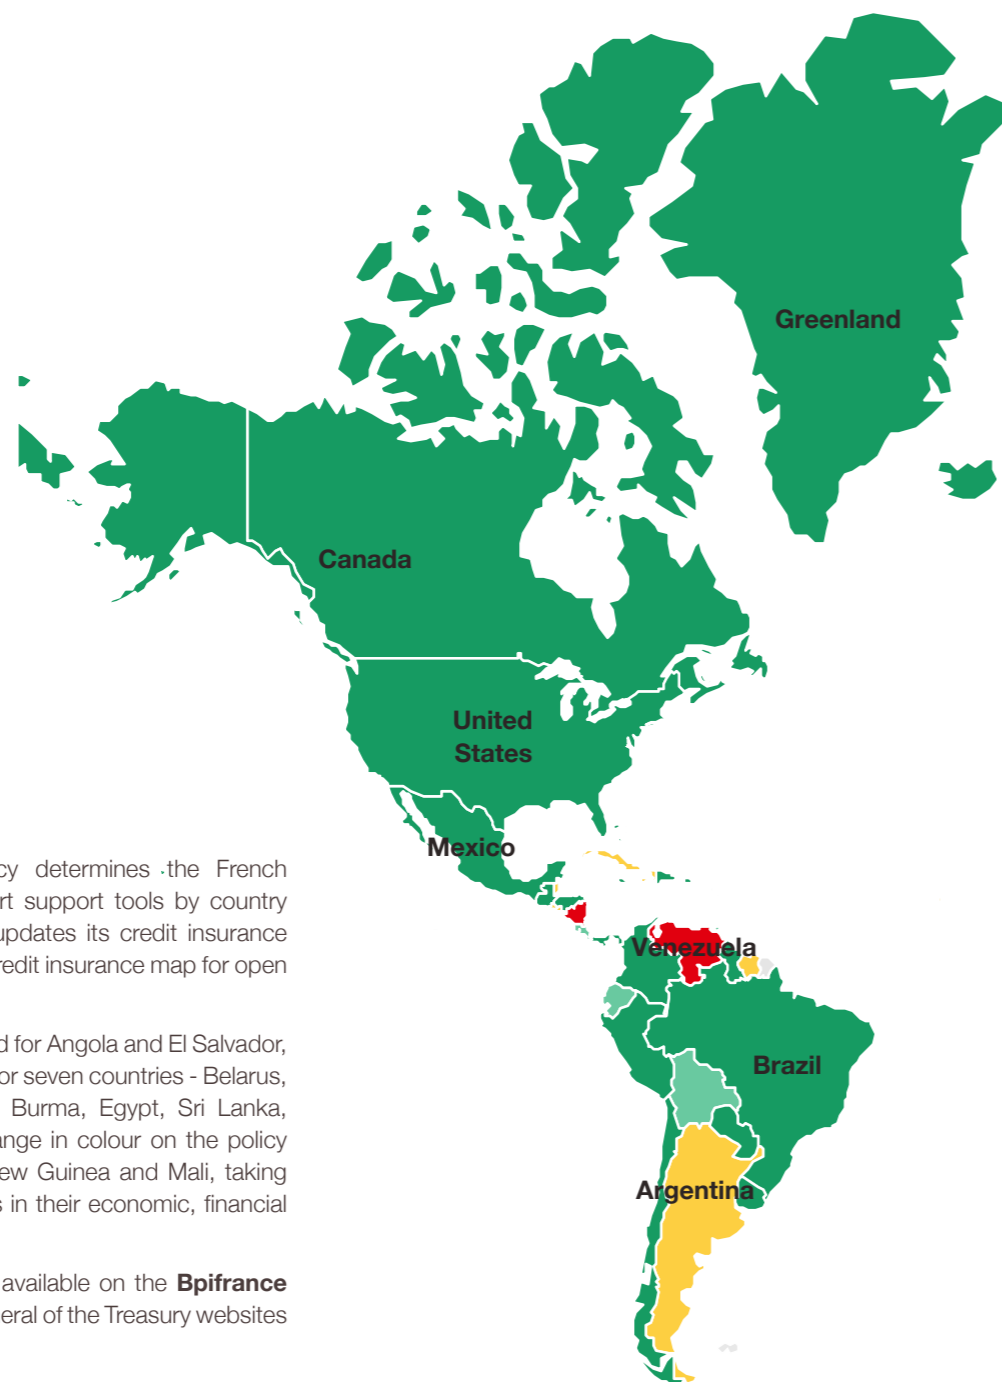 Greenland
Canada
United
States
Mexico
Venezuela
Brazil
Argentina
cy determines the French
rt support tools by country
updates its credit insurance
redit insurance map for open
d for Angola and El Salvador,
or seven countries - Belarus,
Burma, Egypt, Sri Lanka,
ange in colour on the policy
ew Guinea and Mali, taking
s in their economic, financial
available on the Bpifrance
eral of the Treasury websites